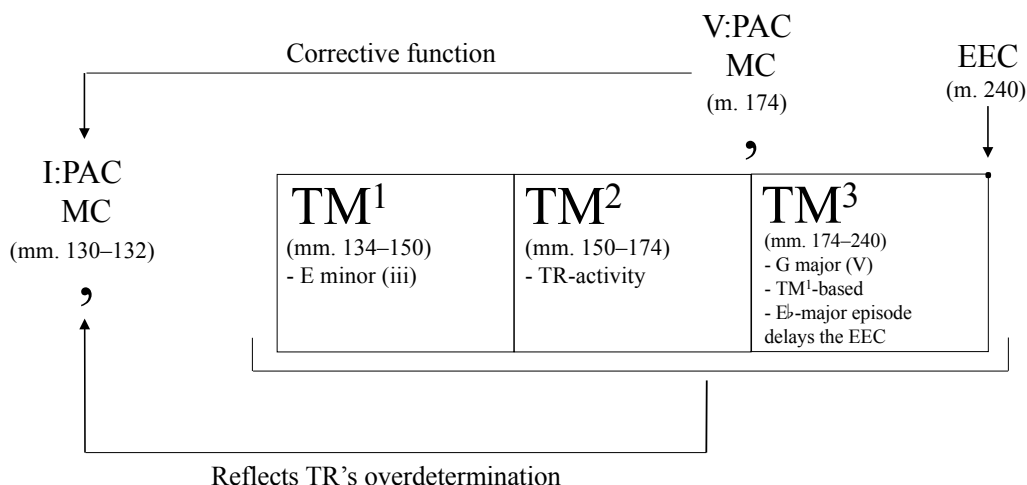 V:PAC
MC
(m. 174)
EEC
(m. 240)
Corrective function
I:PAC
MC
(mm. 130–132)
,
,
TM¹
(mm. 134–150)
- E minor (iii)
TM²
(mm. 150–174)
- TR-activity
TM³
(mm. 174–240)
- G major (V)
- TM¹-based
- E♭-major episode
delays the EEC
Reflects TR’s overdetermination